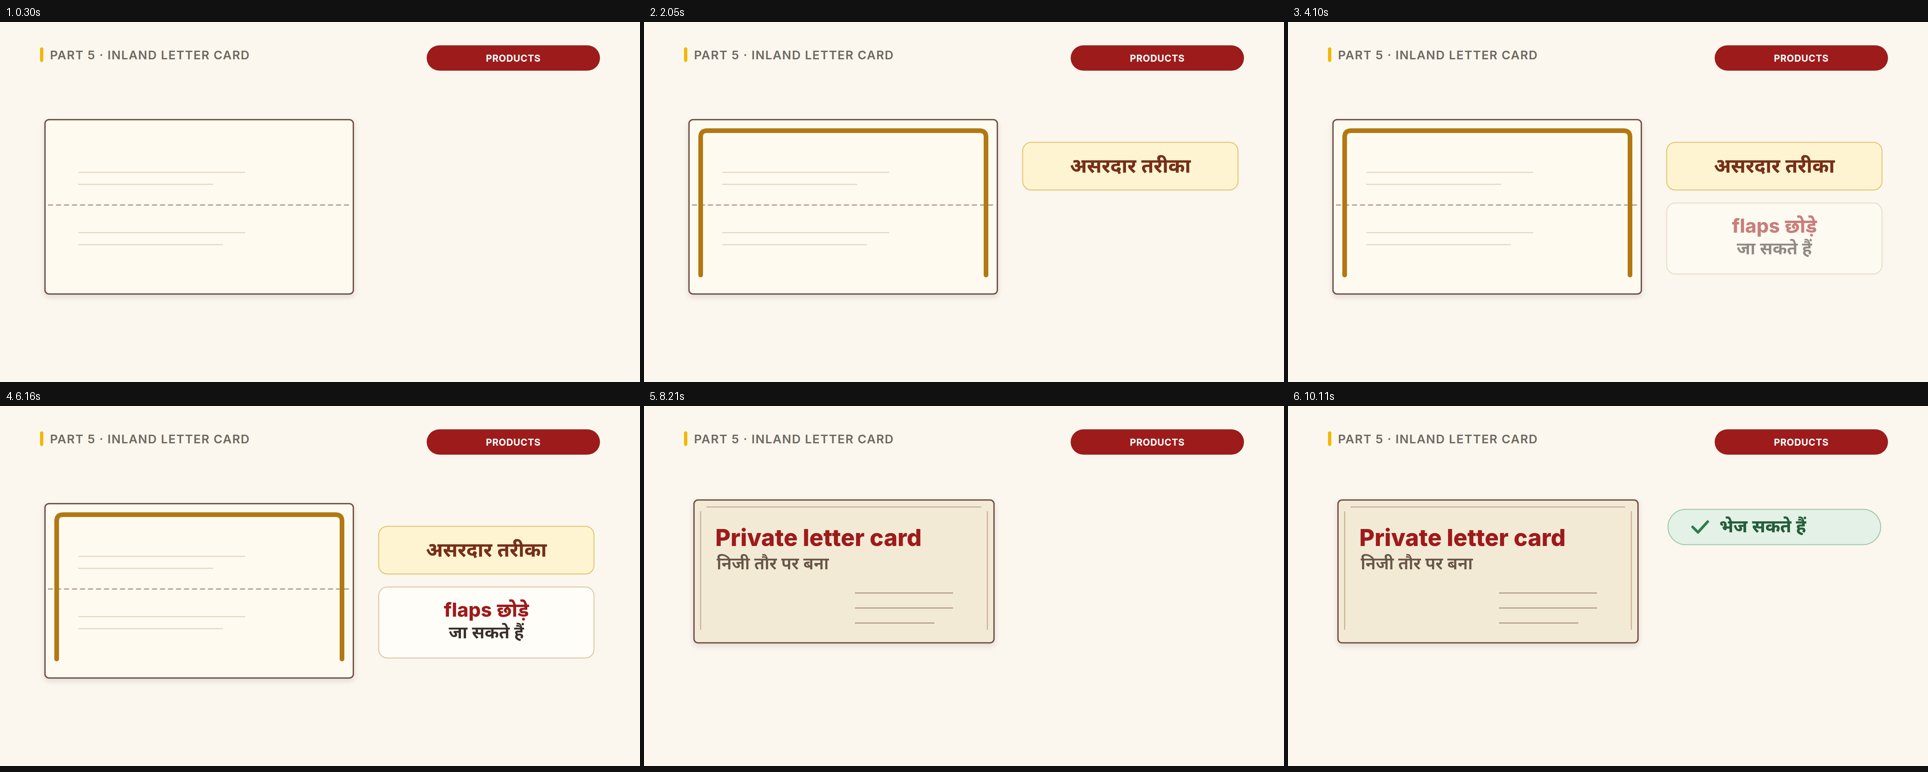 1. 0.30s
PART 5 · INLAND LETTER CARD
PRODUCTS
2. 2.05s
PART 5 · INLAND LETTER CARD
PRODUCTS
असरदार तरीका
3. 4.10s
PART 5 · INLAND LETTER CARD
PRODUCTS
असरदार तरीका
flaps छोड़े
जा सकते हैं
4. 6.16s
PART 5 · INLAND LETTER CARD
PRODUCTS
असरदार तरीका
flaps छोड़े
जा सकते हैं
5. 8.21s
PART 5 · INLAND LETTER CARD
PRODUCTS
Private letter card
निजी तौर पर बना
6. 10.11s
PART 5 · INLAND LETTER CARD
PRODUCTS
Private letter card
निजी तौर पर बना
भेज सकते हैं